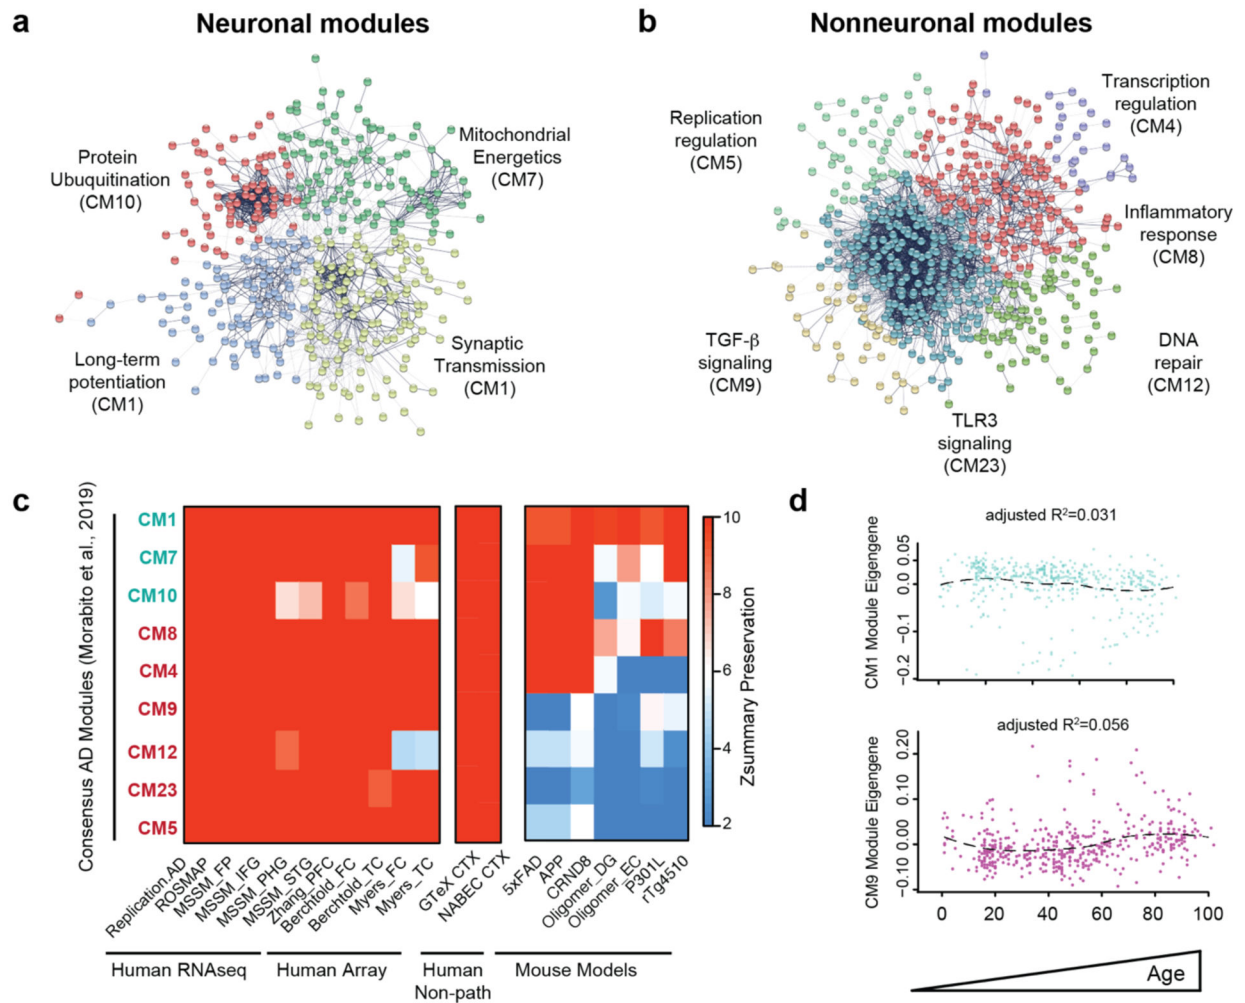 a
Neuronal modules
Protein
Ubuquitination
(CM10)
Mitochondrial
Energetics
(CM7)
Long-term
potentiation
(CM1)
Synaptic
Transmission
(CM1)
b
Nonneuronal modules
Replication
regulation
(CM5)
Transcription
regulation
(CM4)
Inflammatory
response
(CM8)
TGF-β
signaling
(CM9)
DNA
repair
(CM12)
TLR3
signaling
(CM23)
c
Consensus AD Modules (Morabito et al., 2019)
CM1
CM7
CM10
CM8
CM4
CM9
CM12
CM23
CM5
Replication.AD
ROSMAP
MSSM_FP
MSSM_IFG
MSSM_PHG
MSSM_STG
Zhang_PFC
Berchtold_FC
Berchtold_TC
Myers_FC
Myers_TC
GTeX CTX
NABEC CTX
5xFAD
APP
CRND8
Oligomer_DG
Oligomer_EC
P301L
rTg4510
Human RNAseq
Human Array
Human
Non-path
Mouse Models
10
8
6
4
2
Zsummary Preservation
d
adjusted R²=0.031
CM1 Module Eigengene
0.05
0.0
−0.1
−0.2
adjusted R²=0.056
CM9 Module Eigengene
0.20
0.10
0.00
−0.10
0 20 40 60 80 100
Age